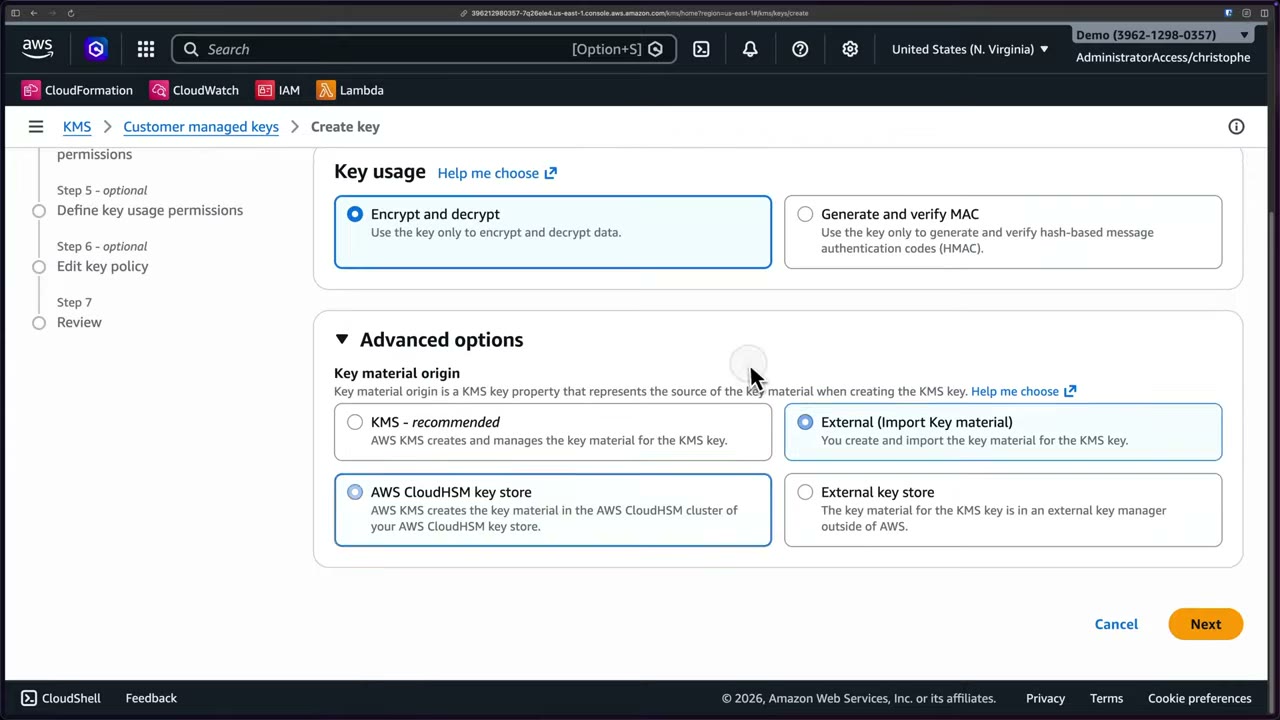 396212980357-7q26ele4.us-east-1.console.aws.amazon.com/kms/home?region=us-east-1#/kms/keys/create
aws
Search
[Option+S]
United States (N. Virginia)
Demo (3962-1298-0357)
AdministratorAccess/christophe
CloudFormation
CloudWatch
IAM
Lambda
KMS
Customer managed keys
Create key
permissions
Step 5 - optional
Define key usage permissions
Step 6 - optional
Edit key policy
Step 7
Review
Key usage
Help me choose
Encrypt and decrypt
Use the key only to encrypt and decrypt data.
Generate and verify MAC
Use the key only to generate and verify hash-based message
authentication codes (HMAC).
Advanced options
Key material origin
Key material origin is a KMS key property that represents the source of the key material when creating the KMS key. Help me choose
KMS - recommended
AWS KMS creates and manages the key material for the KMS key.
External (Import Key material)
You create and import the key material for the KMS key.
AWS CloudHSM key store
AWS KMS creates the key material in the AWS CloudHSM cluster of
your AWS CloudHSM key store.
External key store
The key material for the KMS key is in an external key manager
outside of AWS.
Cancel
Next
CloudShell
Feedback
© 2026, Amazon Web Services, Inc. or its affiliates.
Privacy
Terms
Cookie preferences